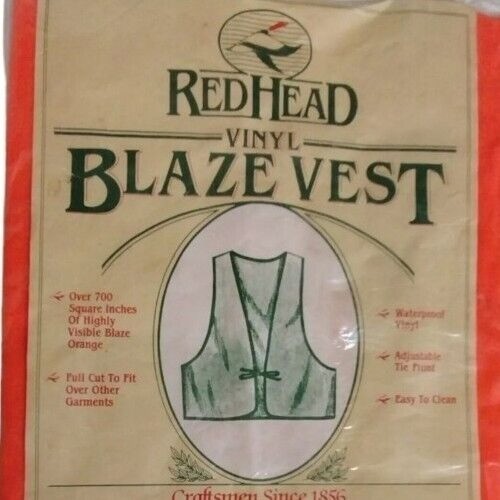 REDHEAD
VINYL
BLAZE VEST
Over 700
Square Inches
Of Highly
Visible Blaze
Orange
Full Cut To Fit
Over Other
Garments
Waterproof
Vinyl
Adjustable
Tie Front
Easy To Clean
Craftsmen Since 1856